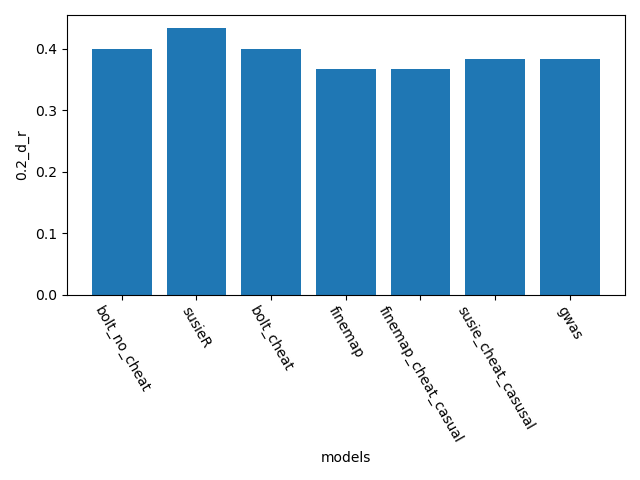 0.4
0.3
0.2
0.1
0.0
0.2_d_r
bolt_no_cheat
susieR
bolt_cheat
finemap
finemap_cheat_casual
susie_cheat_casusal
gwas
models